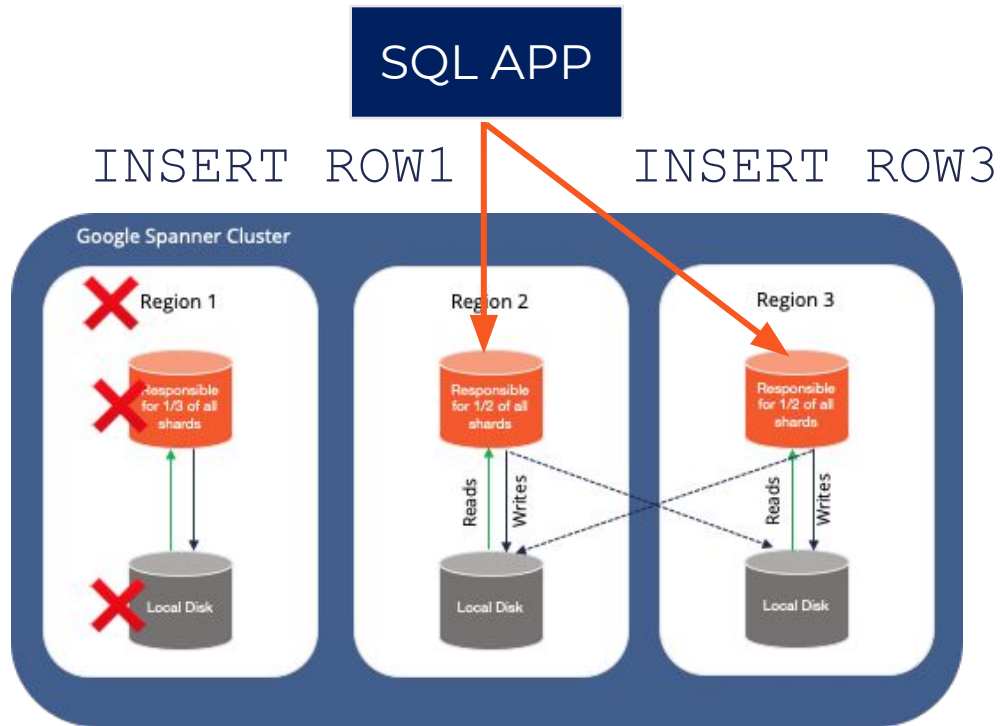 SQL APP
INSERT ROW1
INSERT ROW3
Google Spanner Cluster
Region 1
Region 2
Region 3
Responsible
for 1/3 of all
shards
Responsible
for 1/2 of all
shards
Responsible
for 1/2 of all
shards
Reads
Writes
Reads
Writes
Local Disk
Local Disk
Local Disk